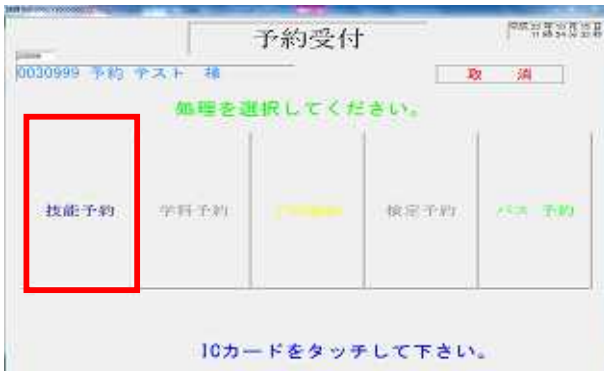 予約受付
0030999 予約 テスト 様
取 消
処理を選択してください。
技能予約
学科予約
検定予約
バス 予約
ICカードをタッチして下さい。